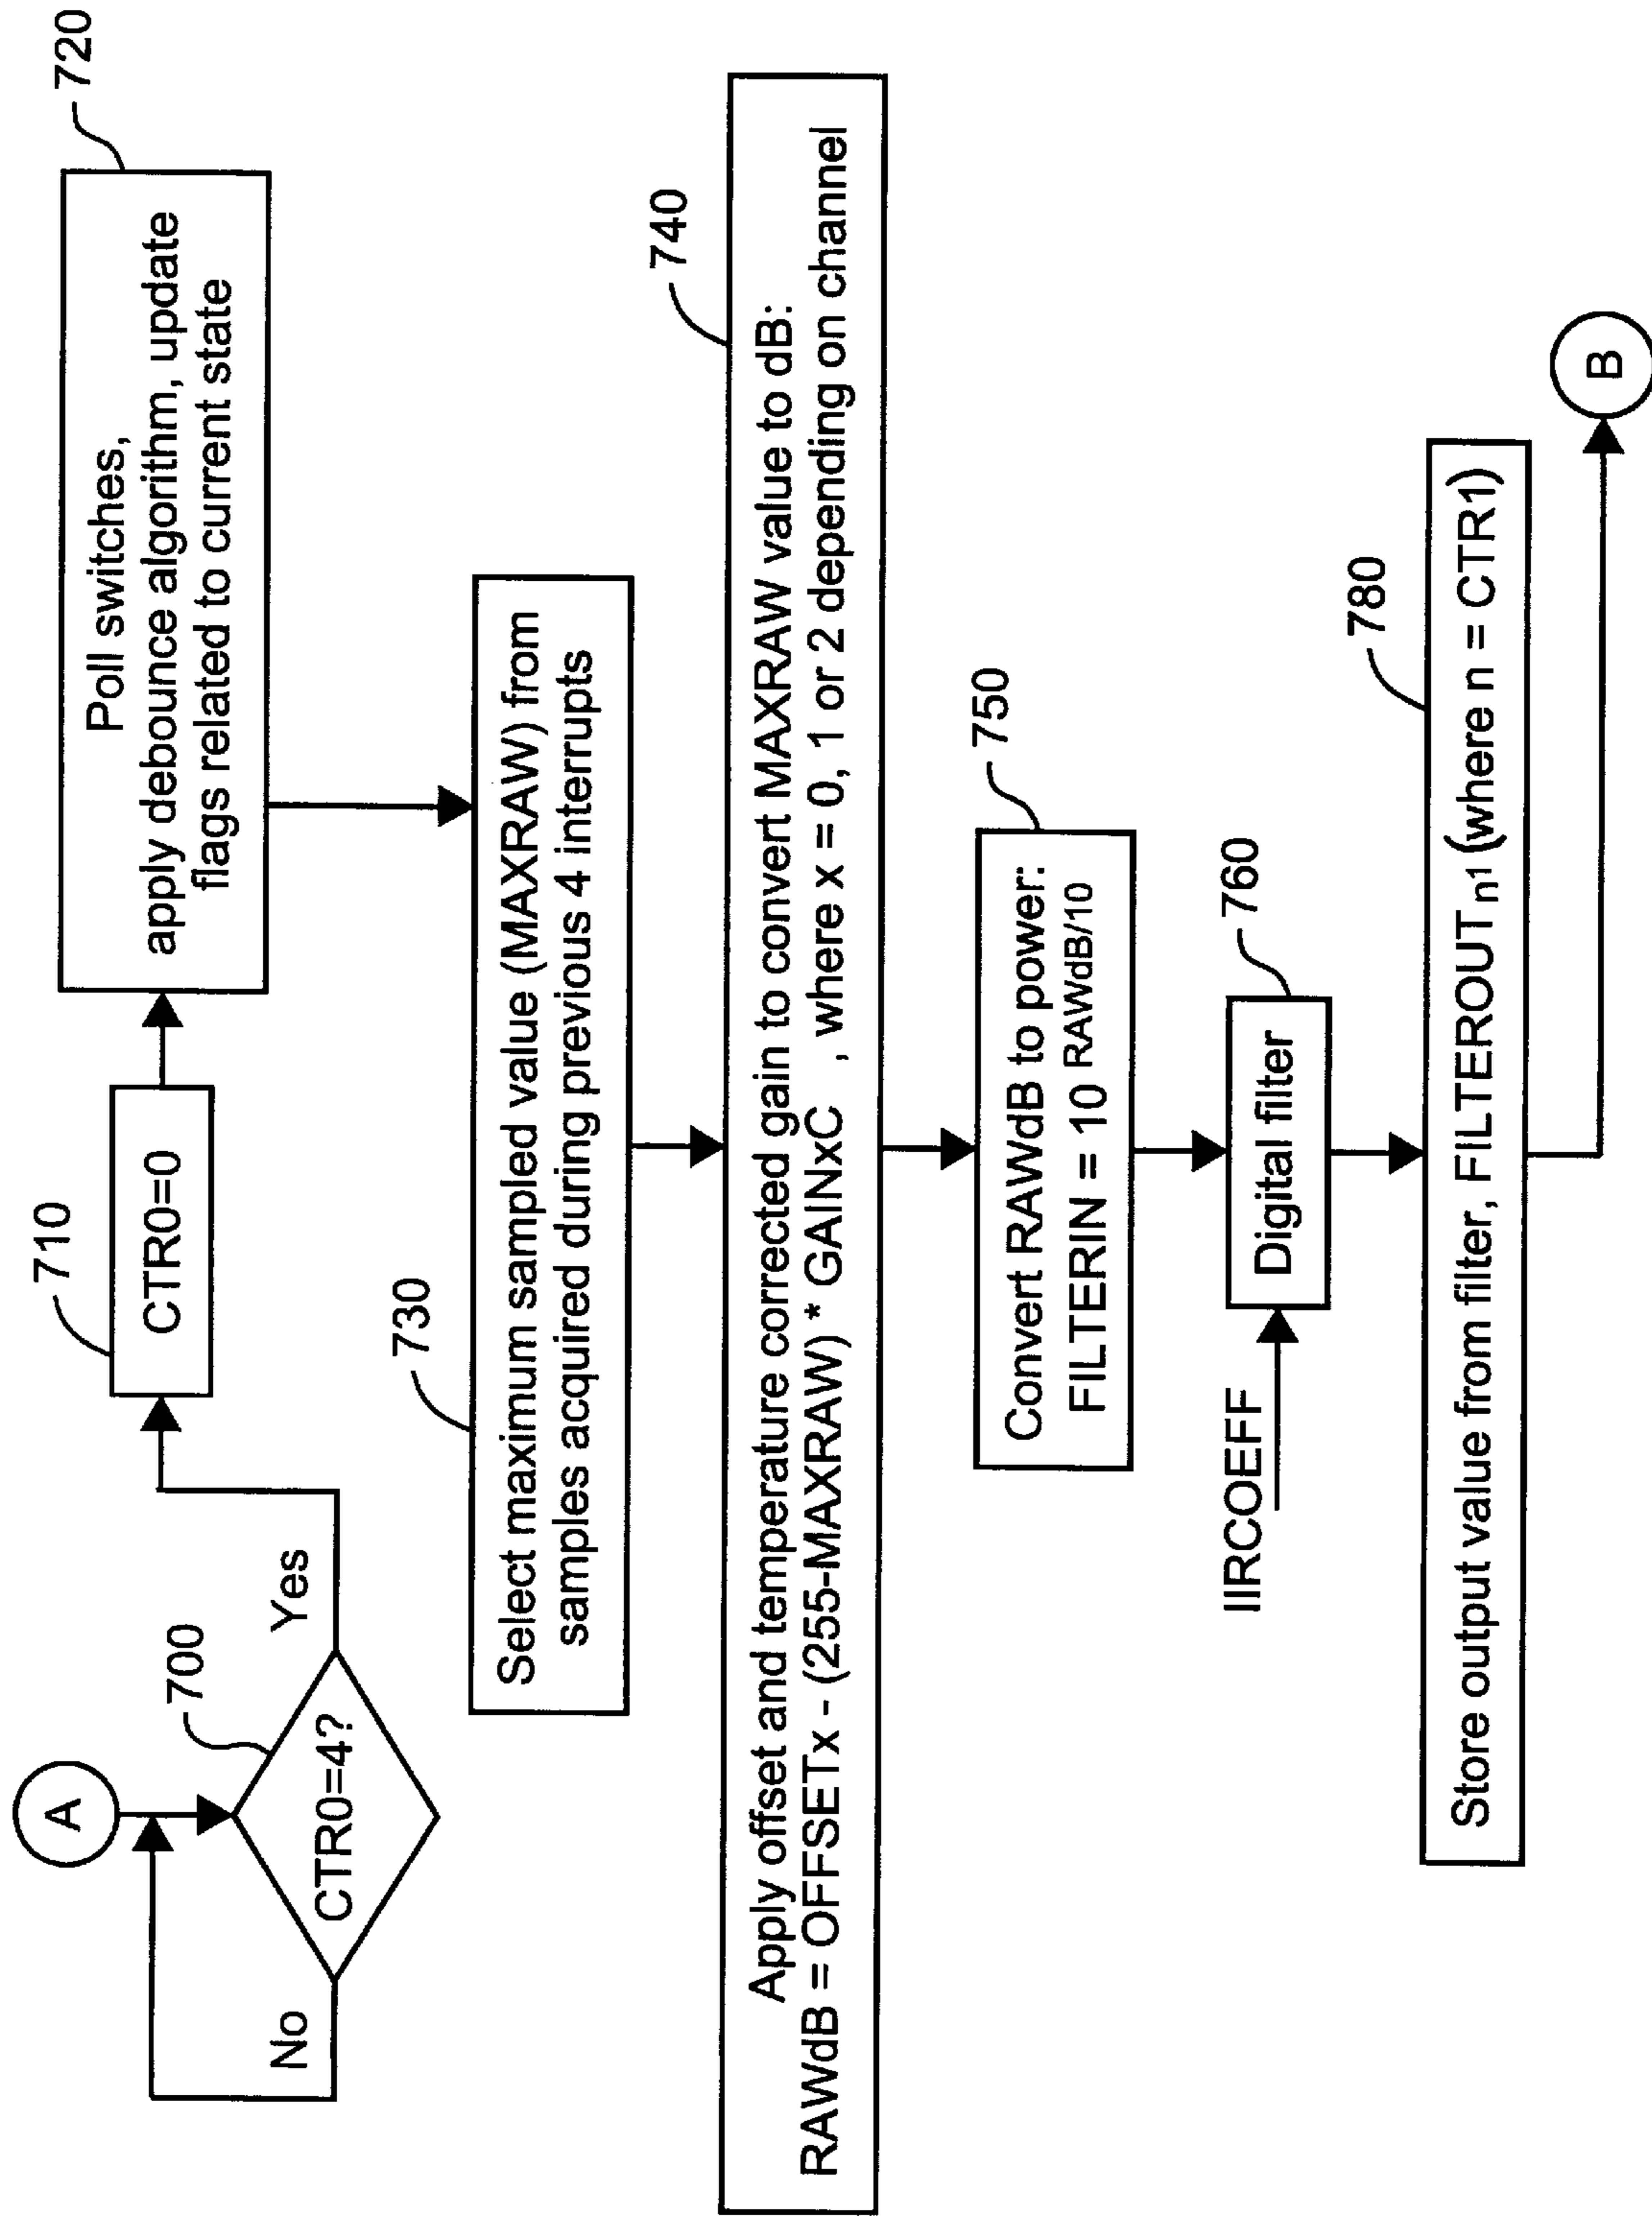 A
CTR0=4?
700
No
Yes
CTR0=0
710
Poll switches,
apply debounce algorithm, update
flags related to current state
720
730
Select maximum sampled value (MAXRAW) from
samples acquired during previous 4 interrupts
740
Apply offset and temperature corrected gain to convert MAXRAW value to dB:
RAWdB = OFFSETx - (255-MAXRAW) * GAINxC , where x = 0, 1 or 2 depending on channel
750
Convert RAWdB to power:
FILTERIN = 10 RAWdB/10
760
IIRCOEFF
Digital filter
780
Store output value from filter, FILTEROUTn1 (where n = CTR1)
B